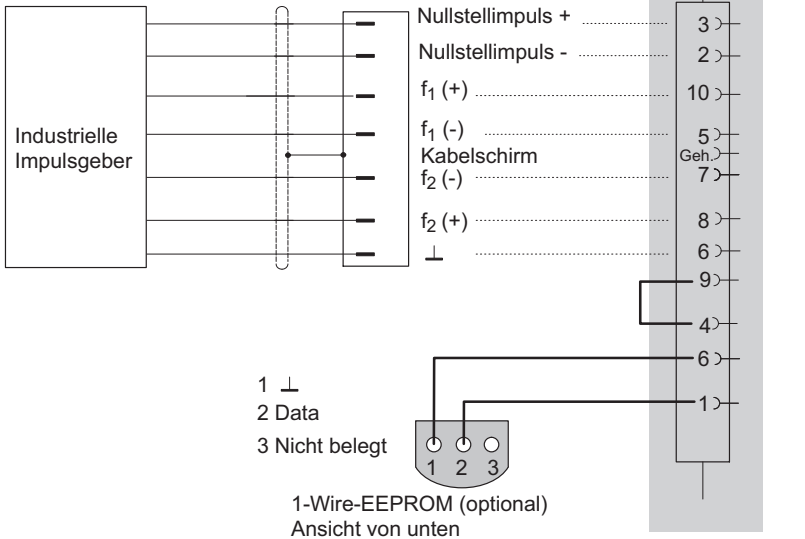 Nullstellimpuls + 3
Nullstellimpuls - 2
f1 (+) 10
Industrielle
Impulsgeber
f1 (-) 5
Kabelschirm Geh.
f2 (-) 7
f2 (+) 8
⊥ 6
9
4
6
1
1 ⊥
2 Data
3 Nicht belegt
1 2 3
1-Wire-EEPROM (optional)
Ansicht von unten